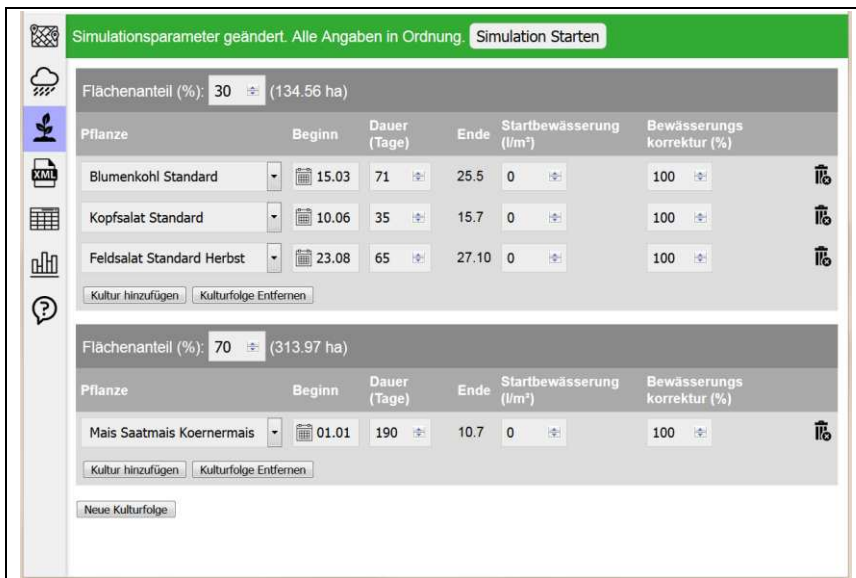 Simulationsparameter geändert. Alle Angaben in Ordnung. Simulation Starten
Flächenanteil (%): 30 (134.56 ha)
Pflanze Beginn Dauer (Tage) Ende Startbewässerung (l/m²) Bewässerungs korrektur (%)
Blumenkohl Standard 15.03 71 25.5 0 100
Kopfsalat Standard 10.06 35 15.7 0 100
XML
Feldsalat Standard Herbst 23.08 65 27.10 0 100
Kultur hinzufügen Kulturfolge Entfernen
Flächenanteil (%): 70 (313.97 ha)
Pflanze Beginn Dauer (Tage) Ende Startbewässerung (l/m²) Bewässerungs korrektur (%)
Mais Saatmais Koernermais 01.01 190 10.7 0 100
Kultur hinzufügen Kulturfolge Entfernen
Neue Kulturfolge